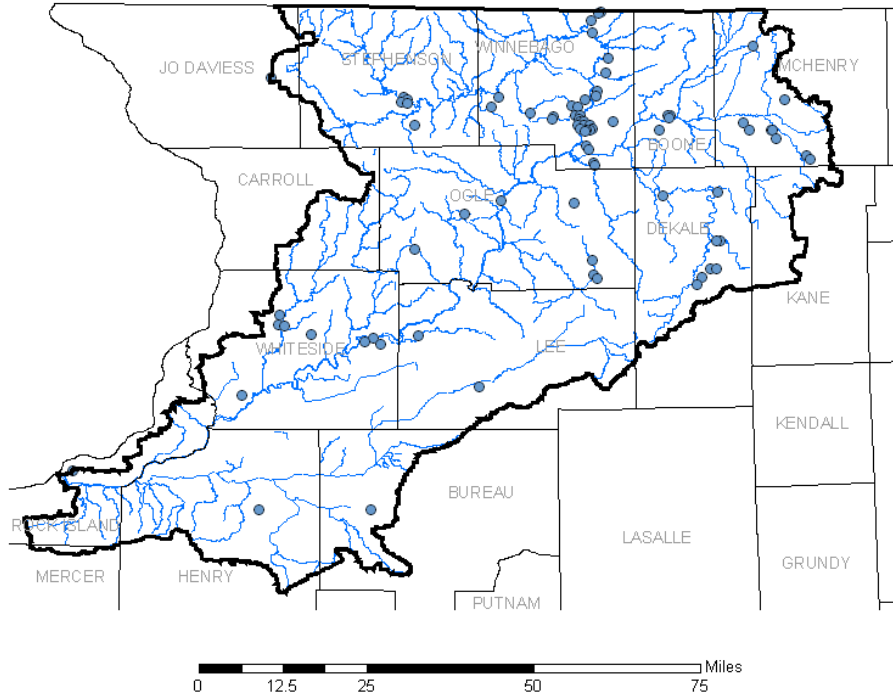 JO DAVIESS
STEPHENSON
WINNEBAGO
MCHENRY
BOONE
CARROLL
OGLE
DEKALB
KANE
WHITESIDE
LEE
KENDALL
BUREAU
ROCK ISLAND
LASALLE
GRUNDY
MERCER
HENRY
PUTNAM
Miles
0 12.5 25 50 75